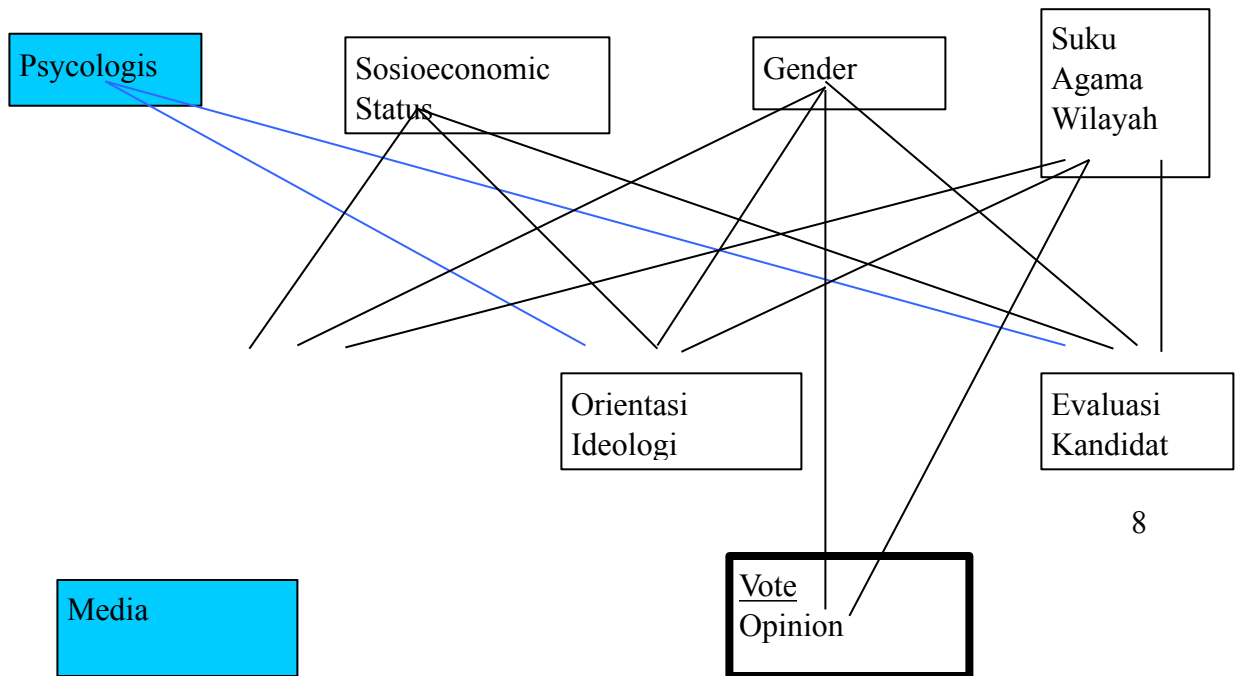 Psycologis
Sosioeconomic
Status
Gender
Suku
Agama
Wilayah
Orientasi
Ideologi
Evaluasi
Kandidat
8
Media
Vote
Opinion